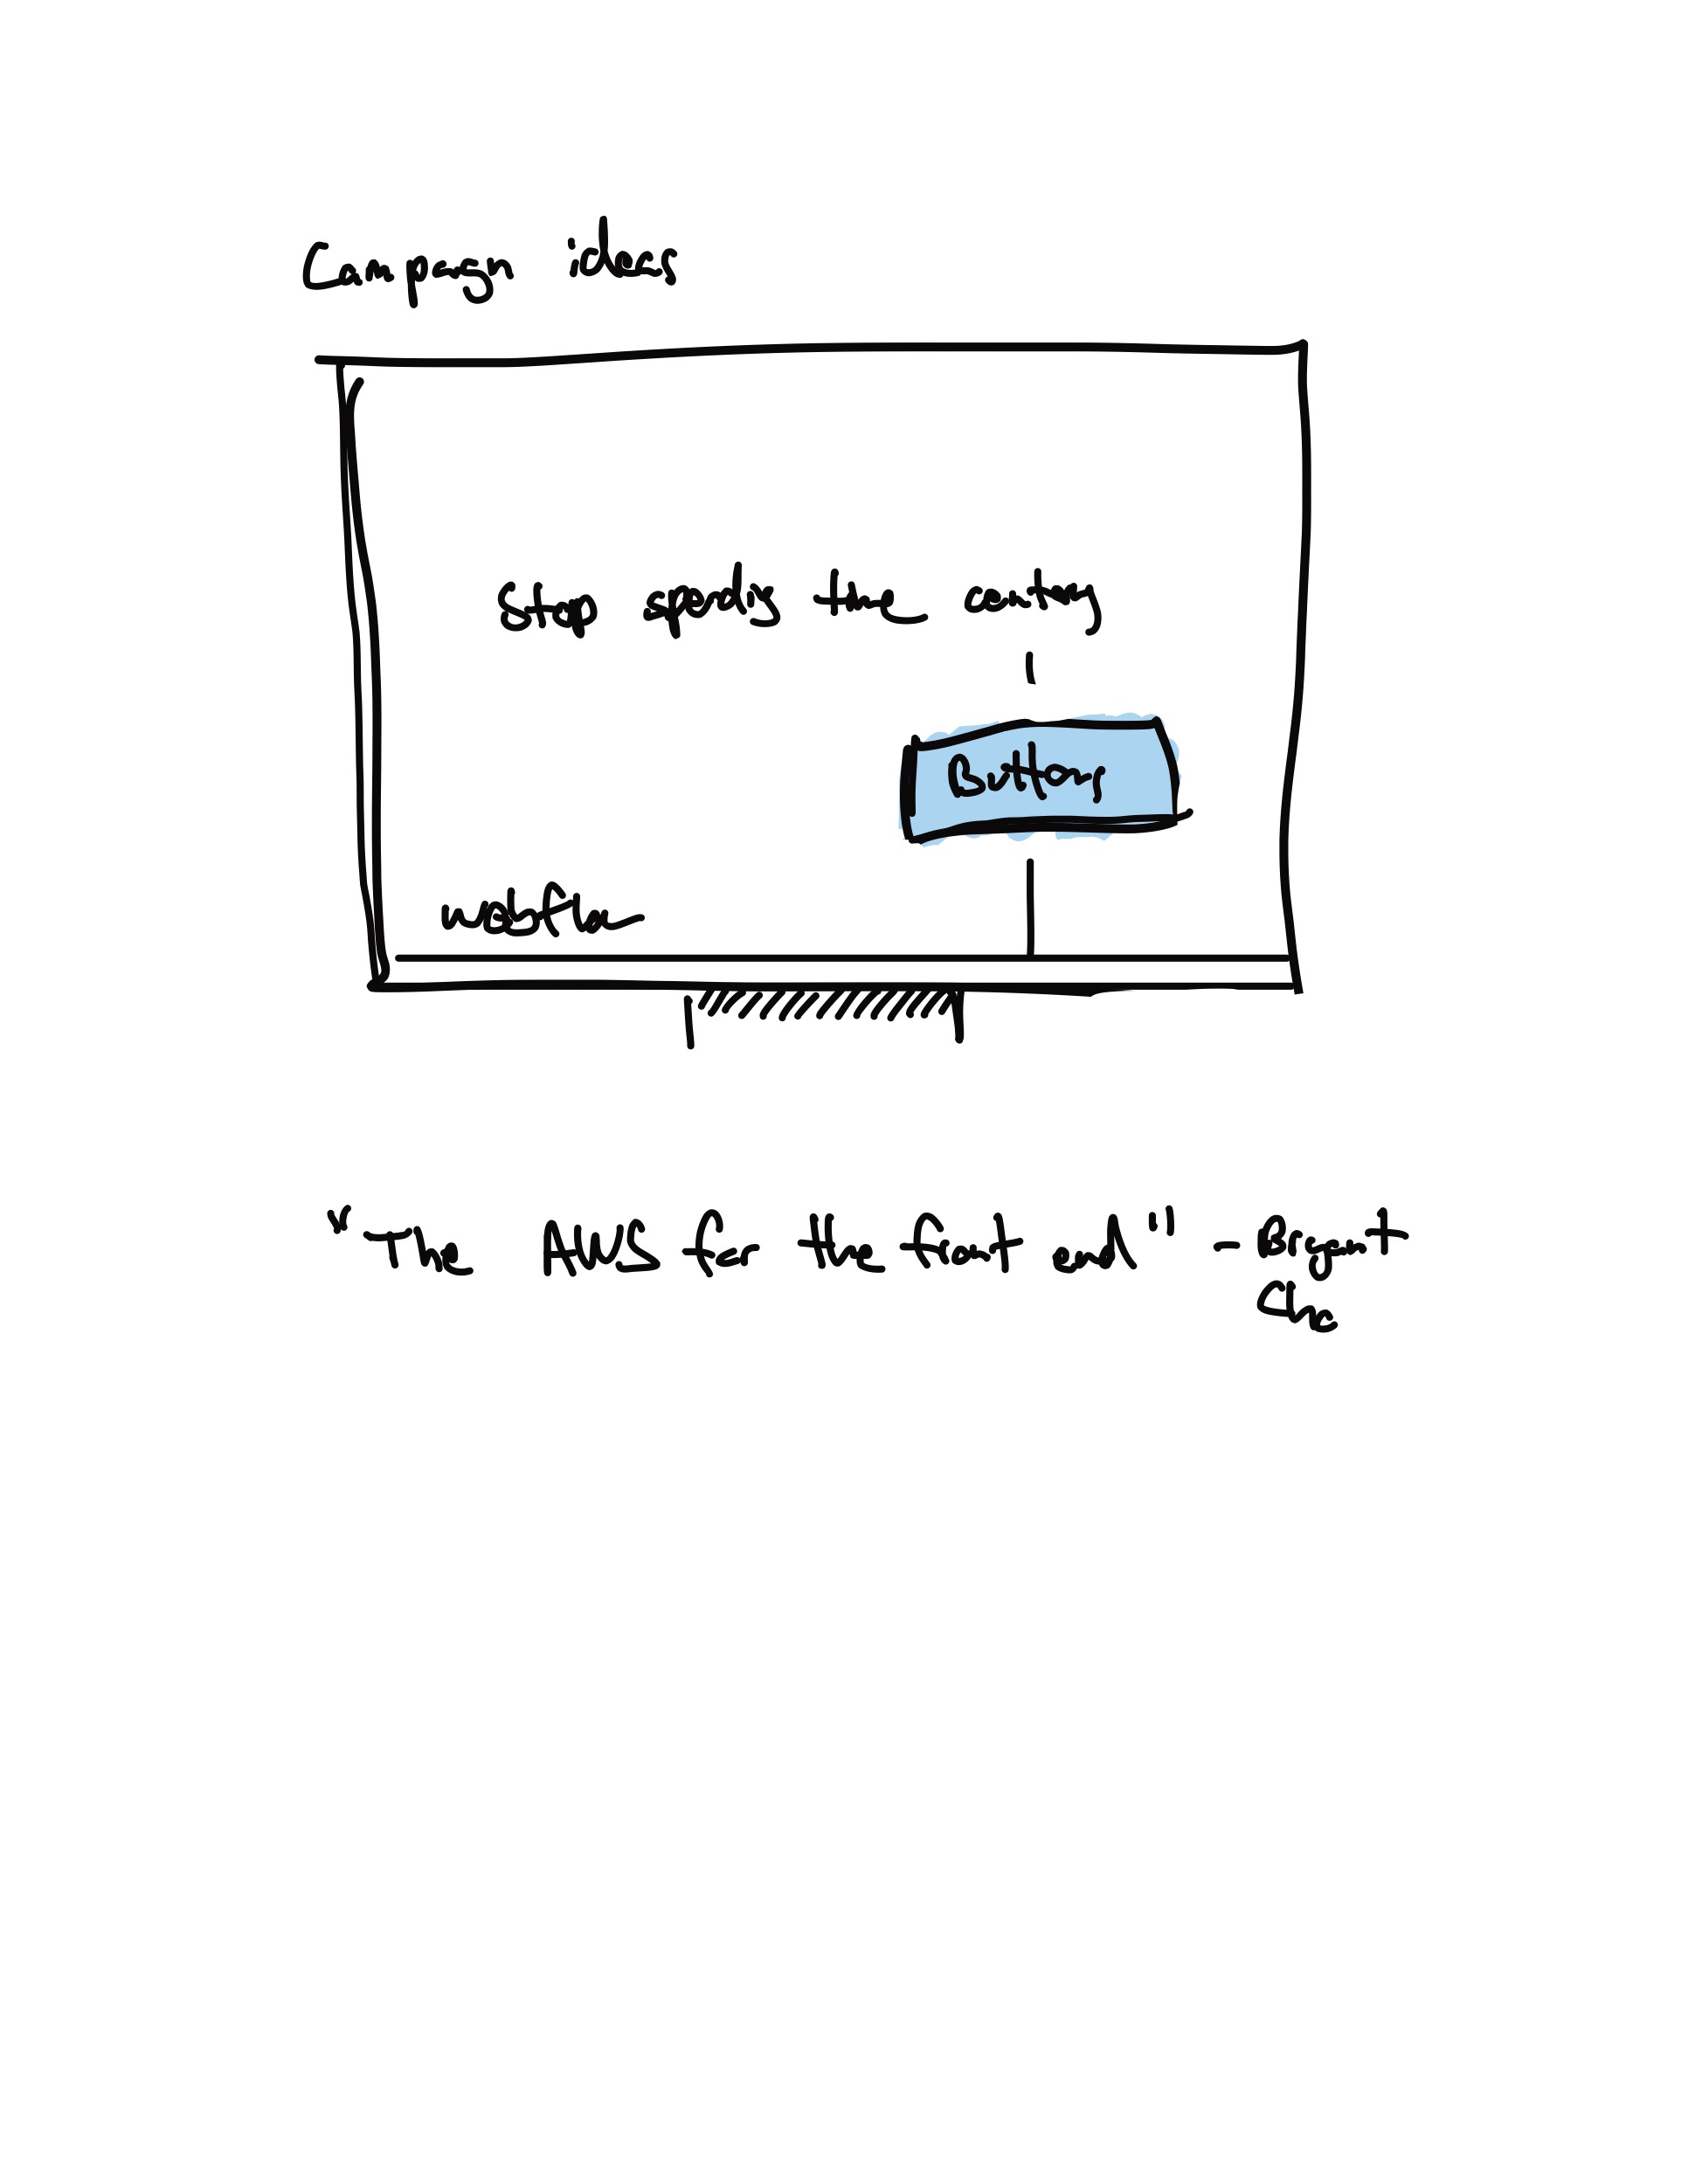 Campaign ideas
Stop spending time centering
Buttons
webflow
"The AWS for the front end" - Bryant
Chou